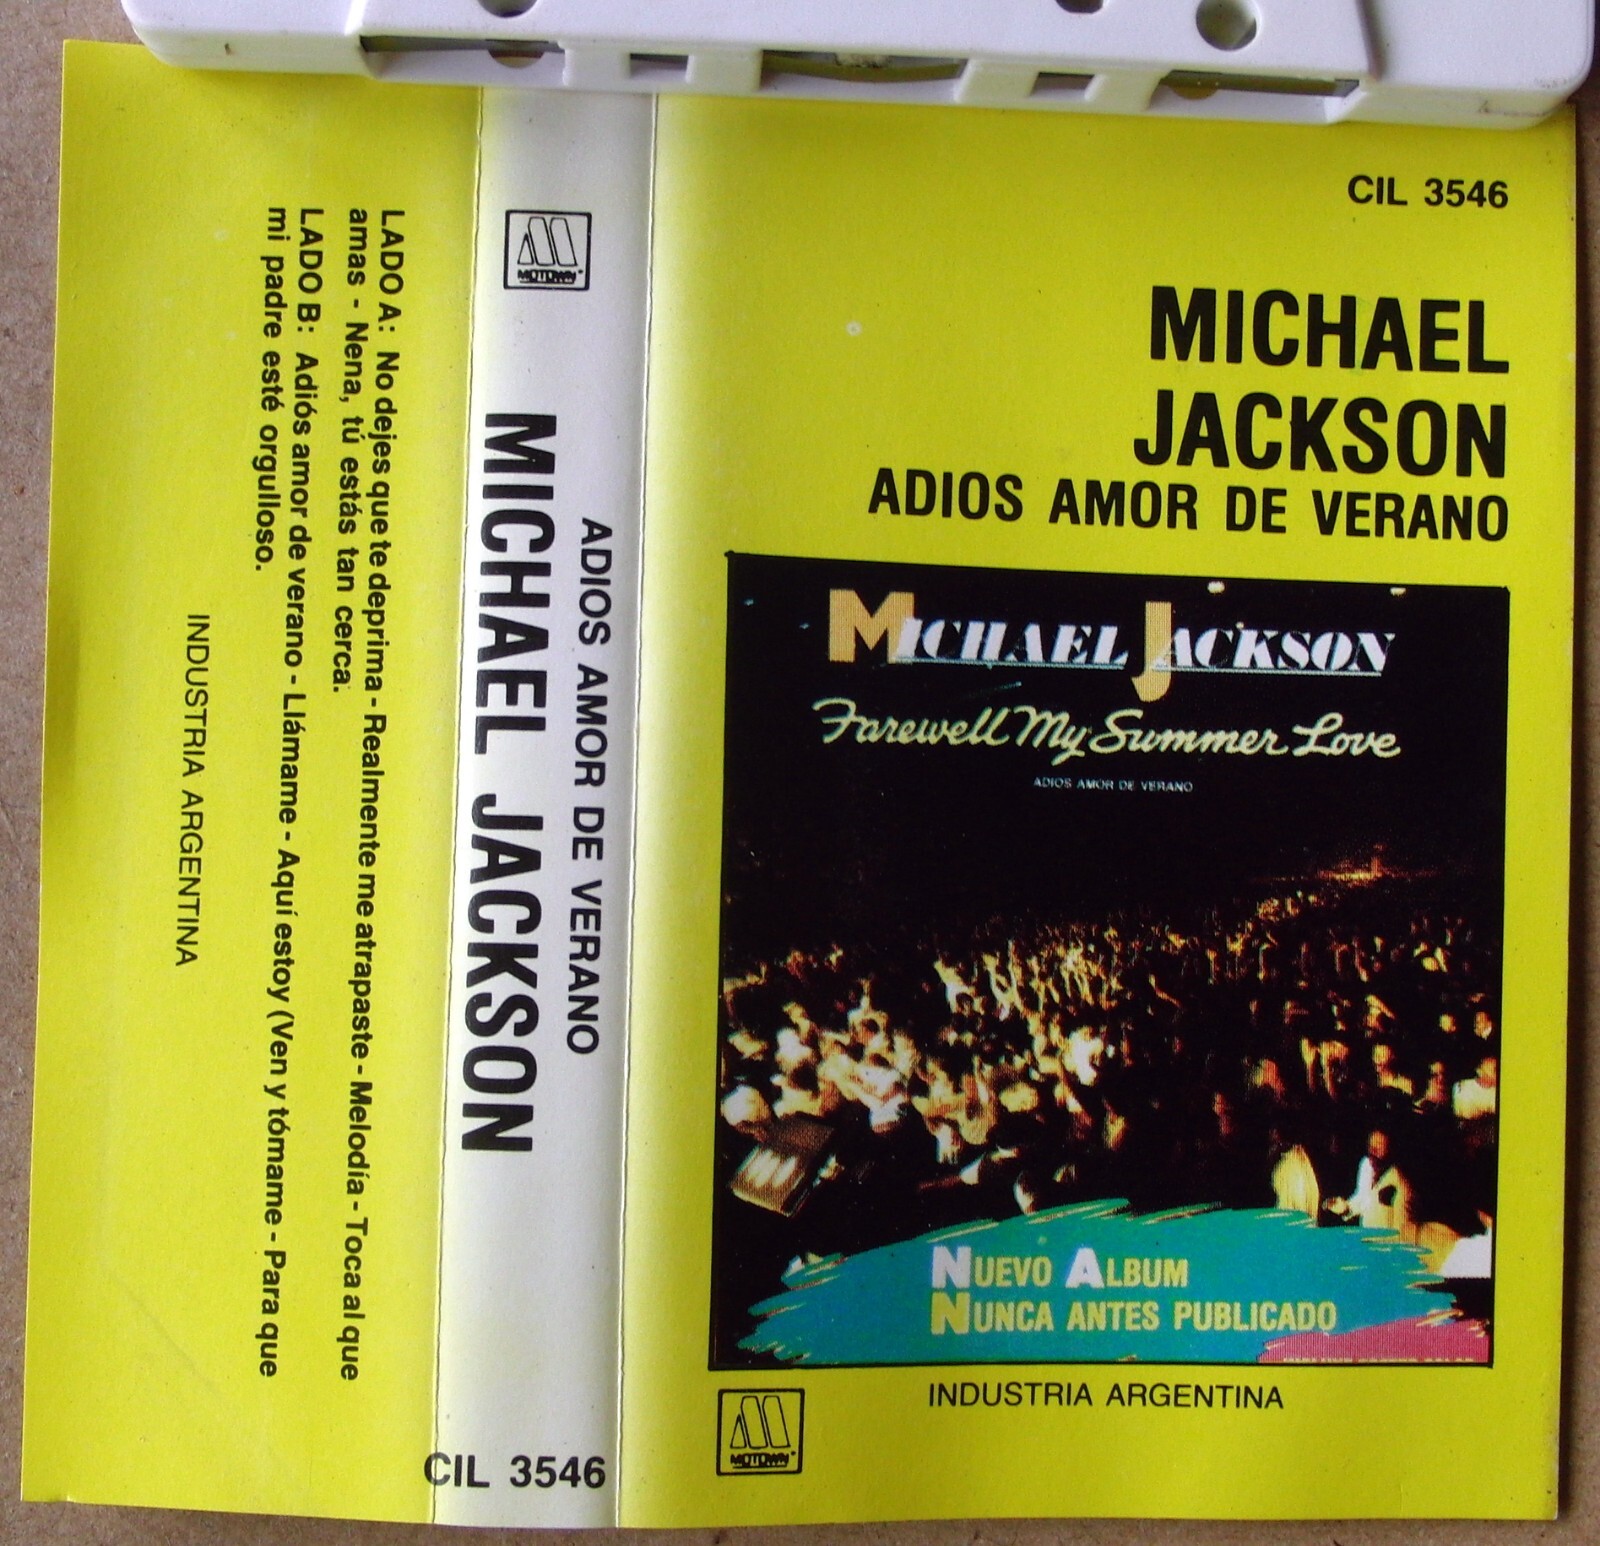 CIL 3546
MICHAEL
JACKSON
ADIOS AMOR DE VERANO
MICHAEL JACKSON
Farewell My Summer Love
ADIOS AMOR DE VERANO
NUEVO ALBUM
NUNCA ANTES PUBLICADO
MOTOWN
INDUSTRIA ARGENTINA
MOTOWN
ADIOS AMOR DE VERANO
MICHAEL JACKSON
CIL 3546
LADO A: No dejes que te deprima - Realmente me atrapaste - Melodía - Toca al que
amas - Nena, tú estás tan cerca.
LADO B: Adiós amor de verano - Llámame - Aquí estoy (Ven y tómame - Para que
mi padre esté orgulloso.
INDUSTRIA ARGENTINA